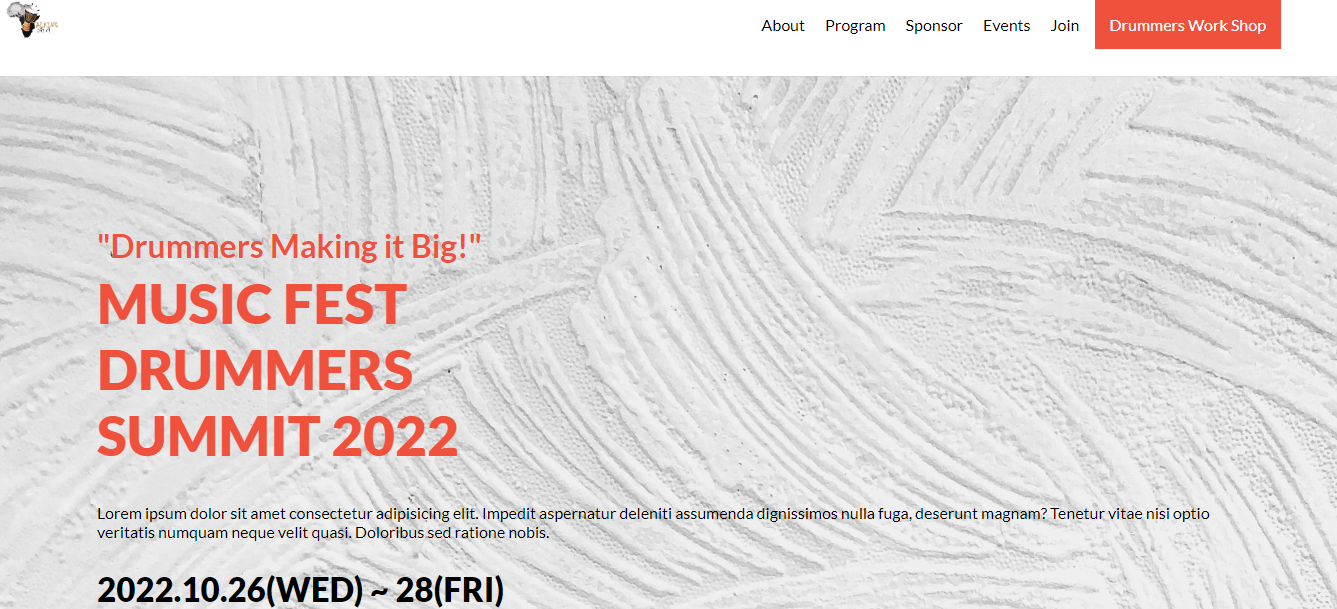 About Program Sponsor Events Join Drummers Work Shop
"Drummers Making it Big!"
MUSIC FEST
DRUMMERS
SUMMIT 2022
Lorem ipsum dolor sit amet consectetur adipisicing elit. Impedit aspernatur deleniti assumenda dignissimos nulla fuga, deserunt magnam? Tenetur vitae nisi optio
veritatis numquam neque velit quasi. Doloribus sed ratione nobis.
2022.10.26(WED) ~ 28(FRI)